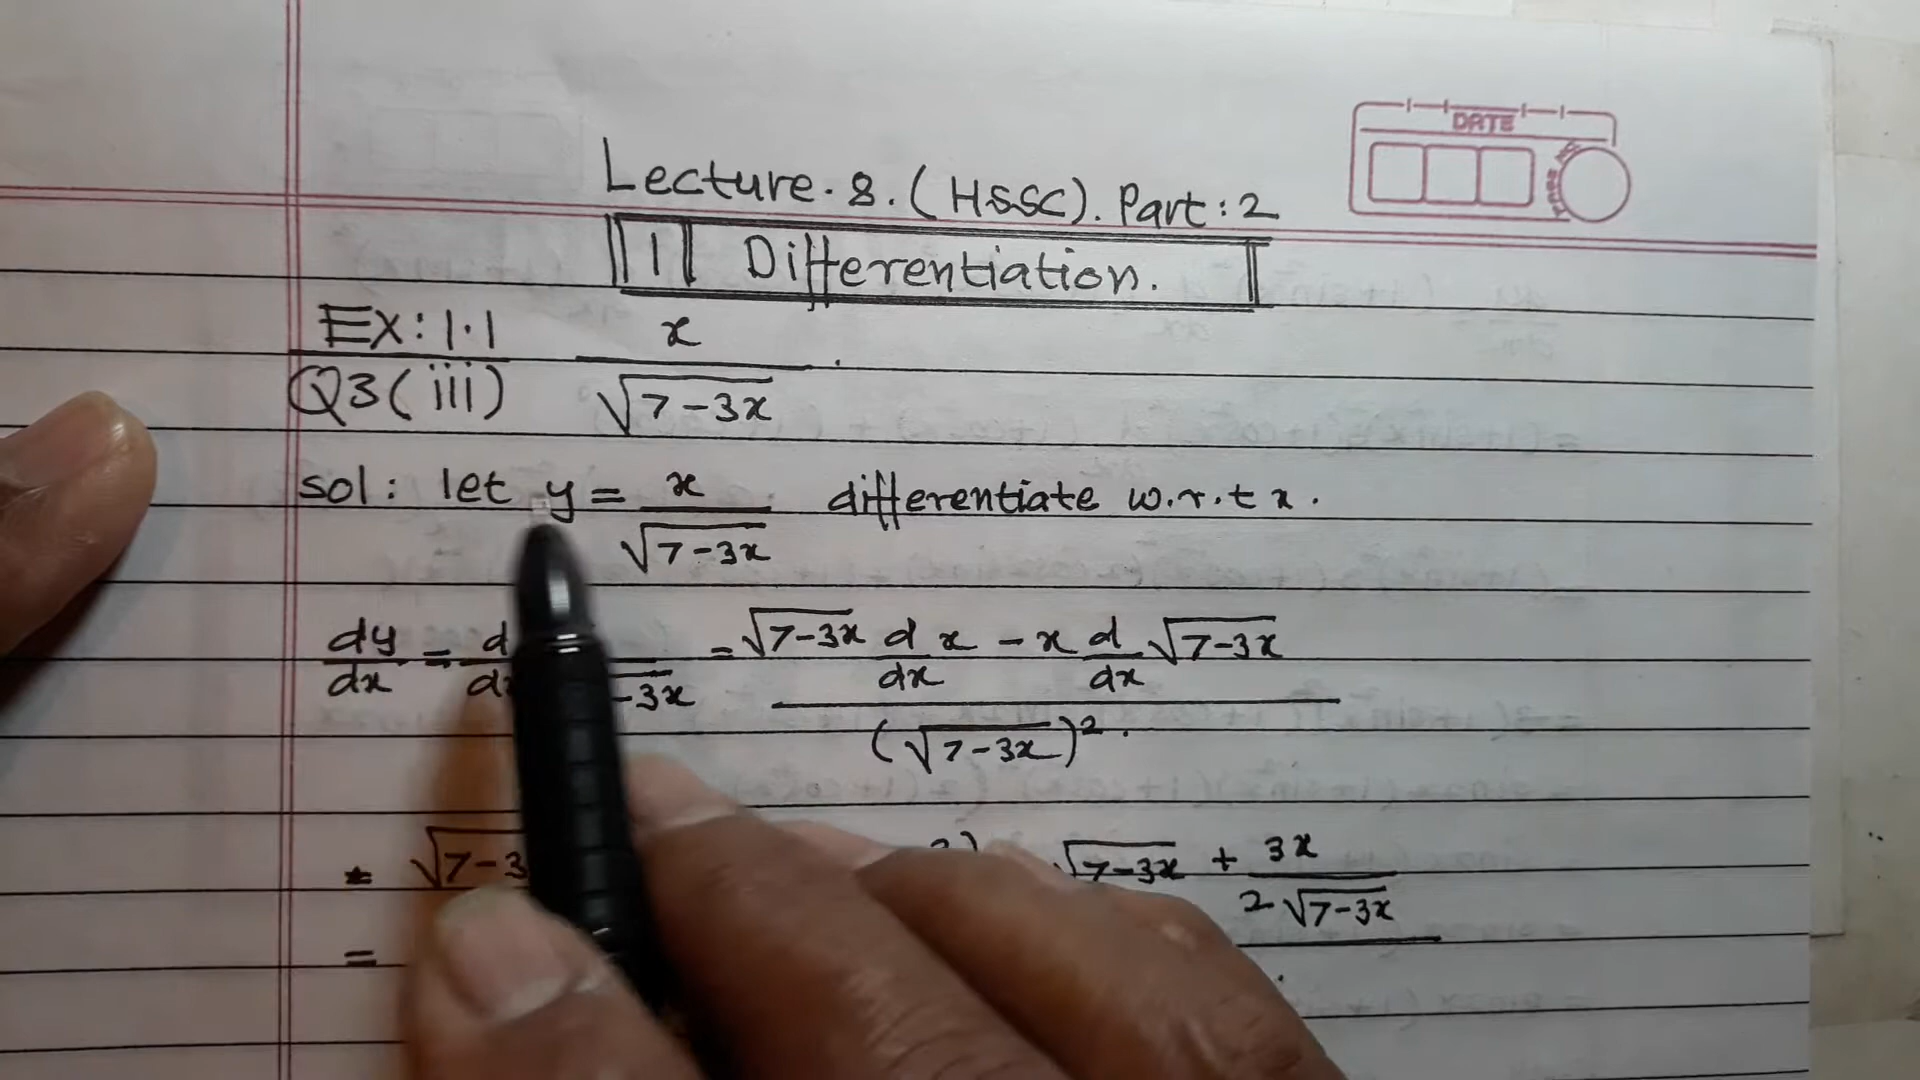 DATE
Lecture.8.(HSSC). Part:2
1 Differentiation.
Ex:1.1
Q3(iii) x/√(7-3x).
sol: let y = x/√(7-3x) differentiate w.r.t x.
dy/dx = d -3x = (√(7-3x) d/dx x - x d/dx √(7-3x))/(√(7-3x))².
= √7-3 √(7-3x) + 3x/(2√(7-3x))
=